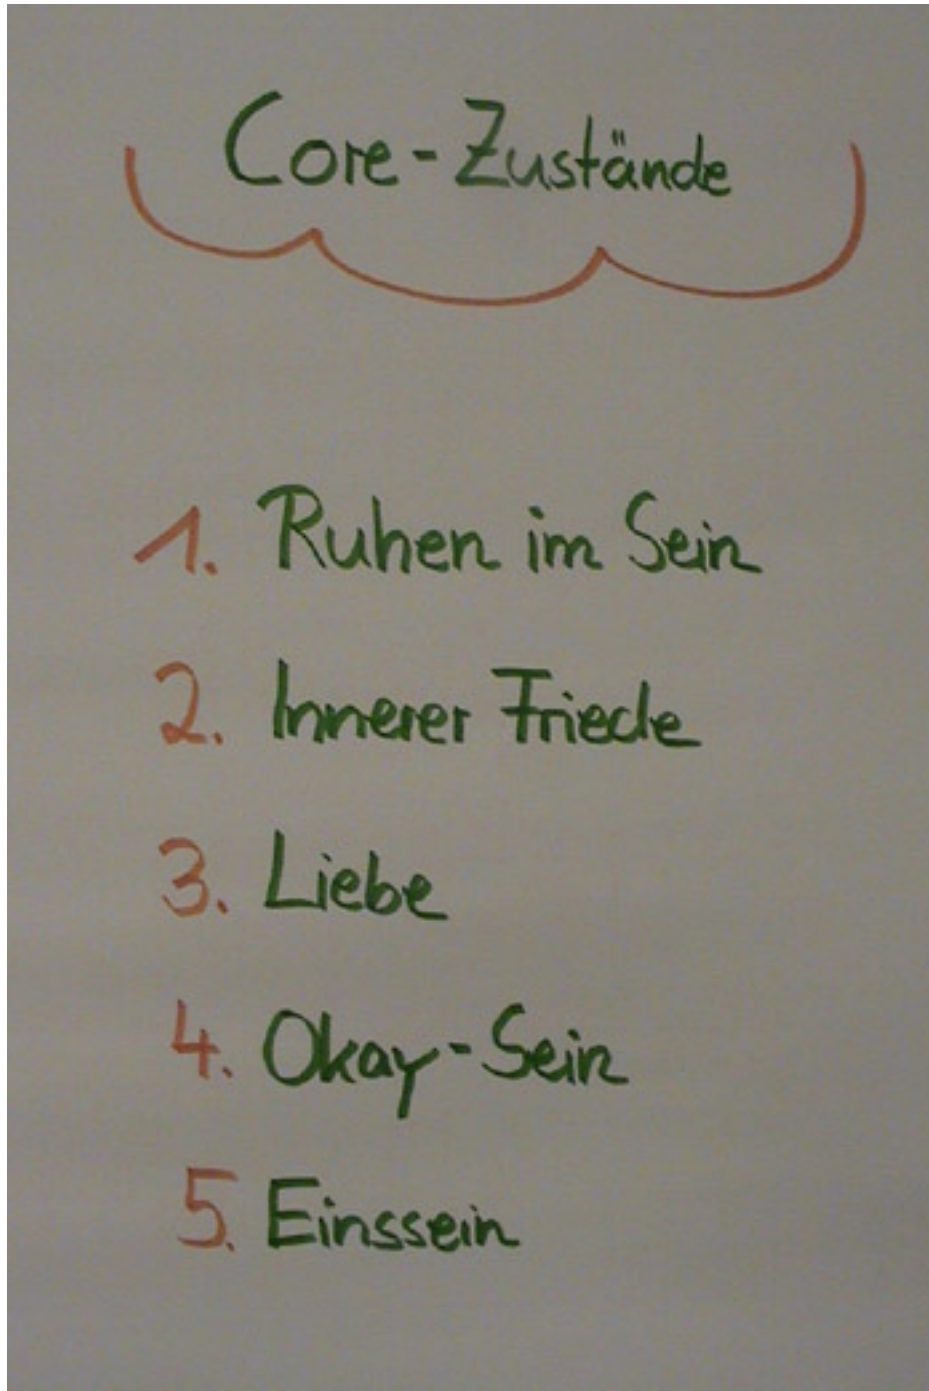 Core-Zustände
1. Ruhen im Sein
2. Innerer Friede
3. Liebe
4. Okay-Sein
5. Einssein